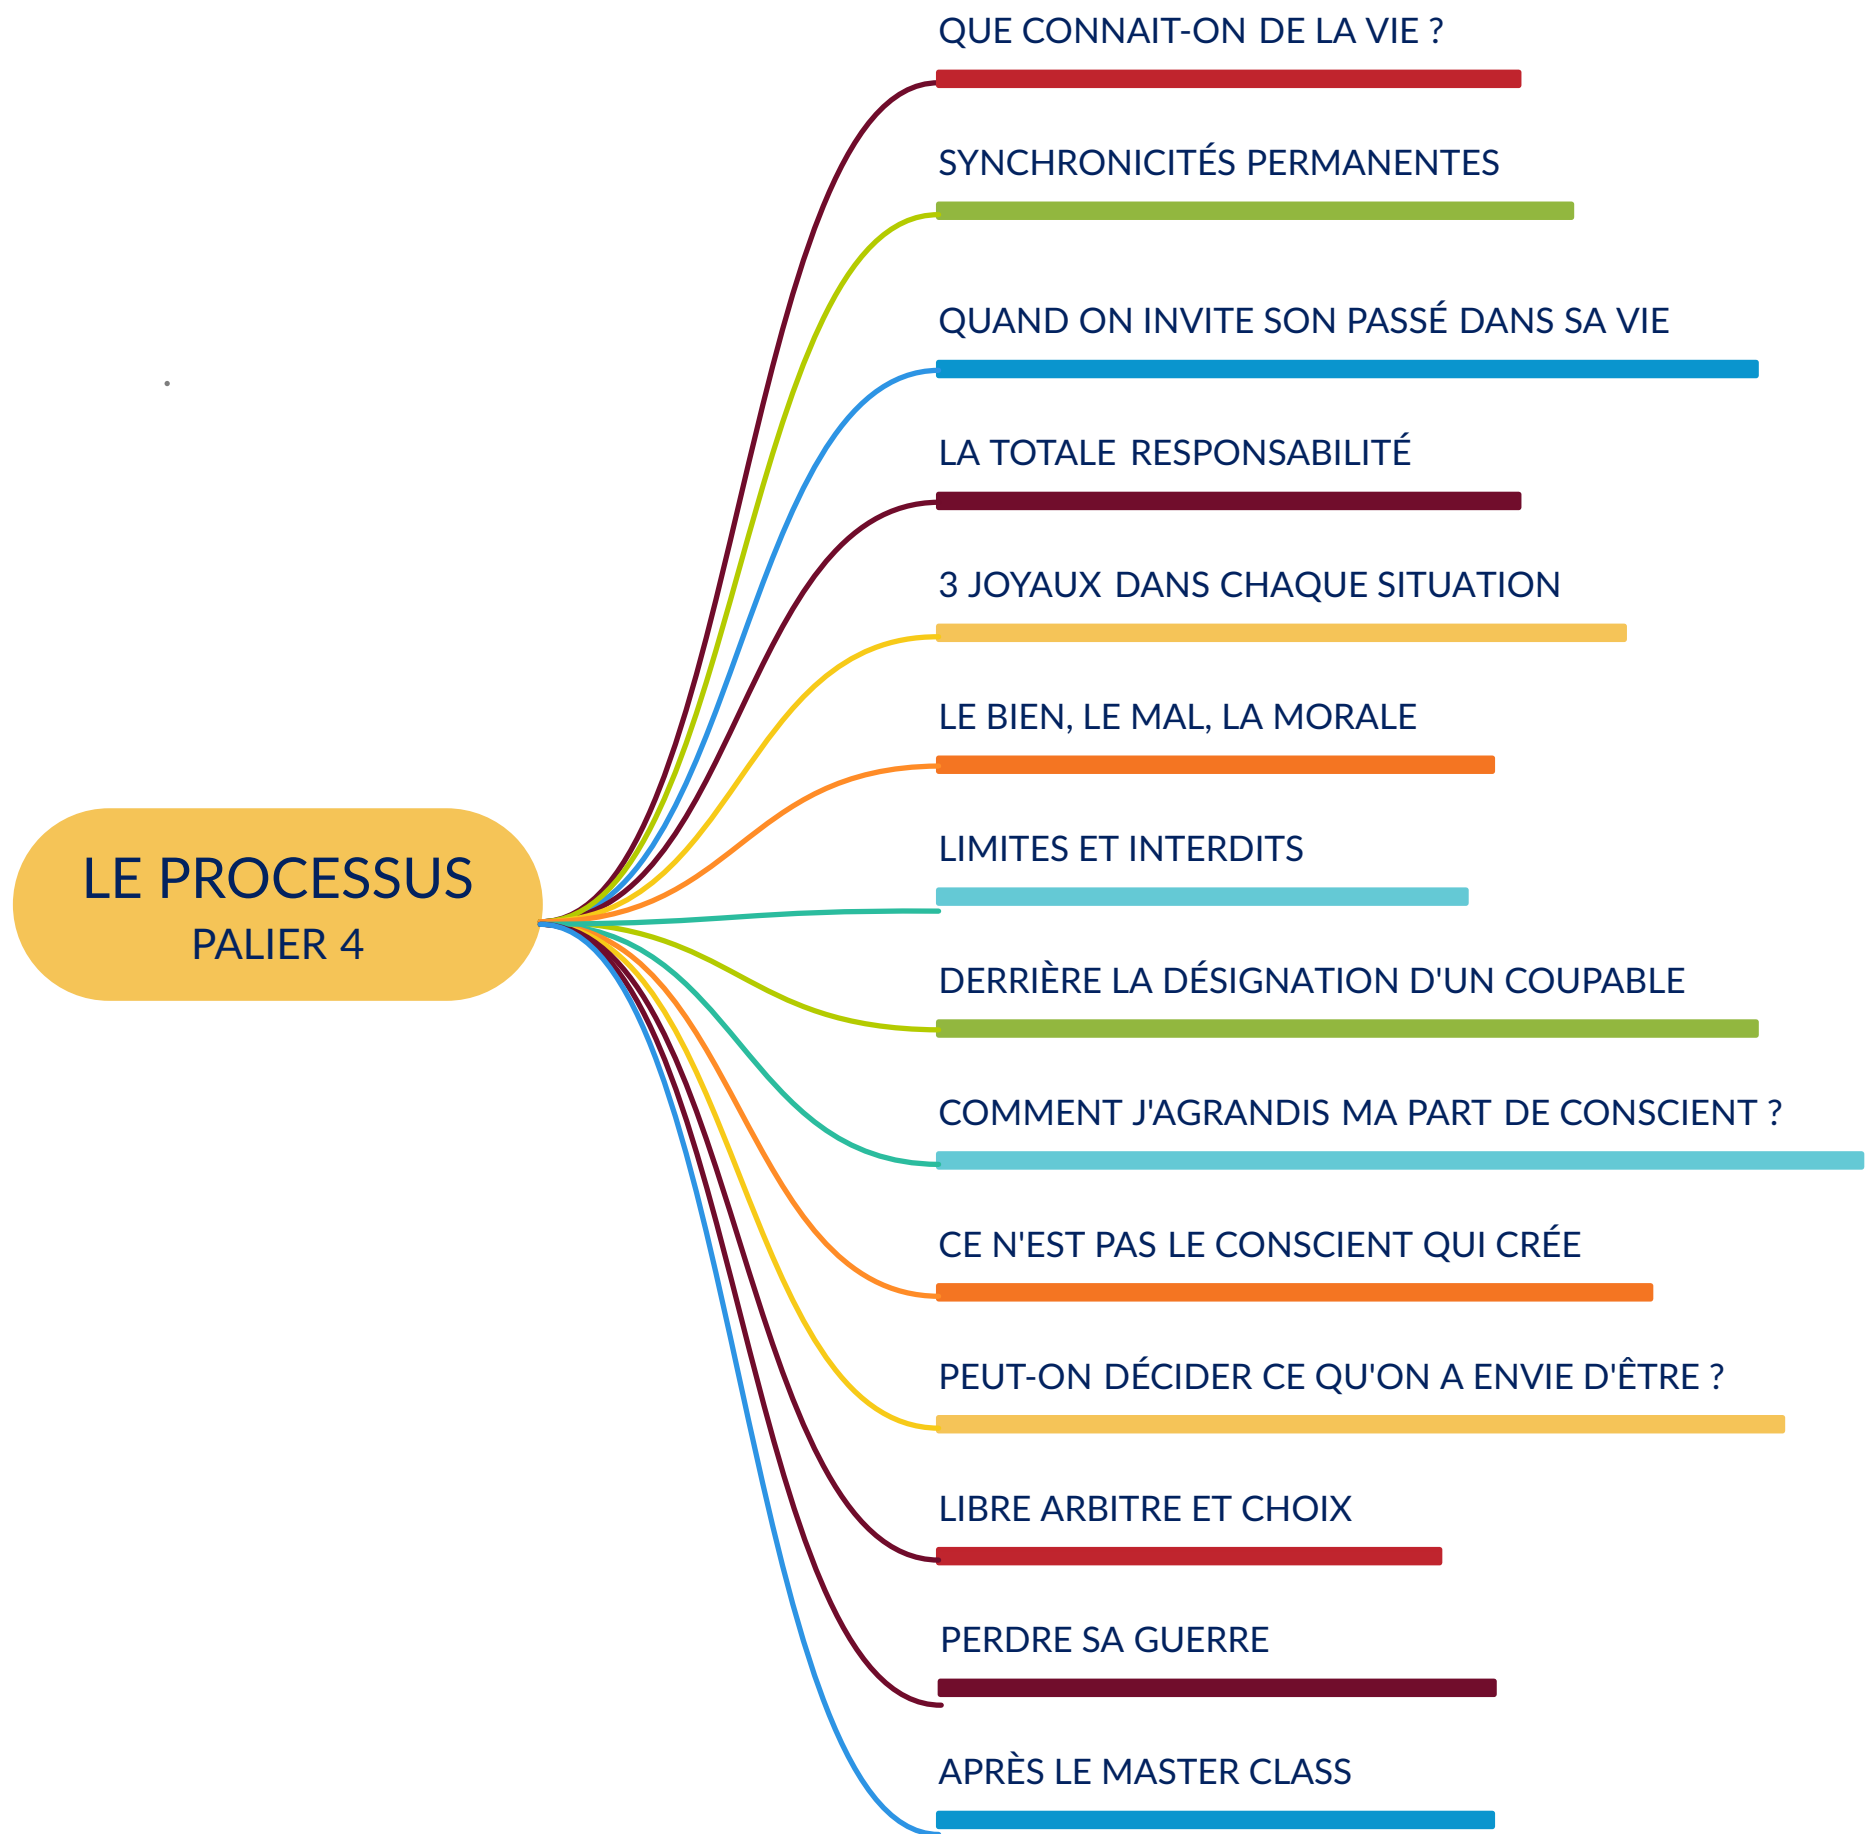 QUE CONNAIT-ON DE LA VIE ?
SYNCHRONICITÉS PERMANENTES
QUAND ON INVITE SON PASSÉ DANS SA VIE
LA TOTALE RESPONSABILITÉ
3 JOYAUX DANS CHAQUE SITUATION
LE BIEN, LE MAL, LA MORALE
LE PROCESSUS
PALIER 4
LIMITES ET INTERDITS
DERRIÈRE LA DÉSIGNATION D'UN COUPABLE
COMMENT J'AGRANDIS MA PART DE CONSCIENT ?
CE N'EST PAS LE CONSCIENT QUI CRÉE
PEUT-ON DÉCIDER CE QU'ON A ENVIE D'ÊTRE ?
LIBRE ARBITRE ET CHOIX
PERDRE SA GUERRE
APRÈS LE MASTER CLASS